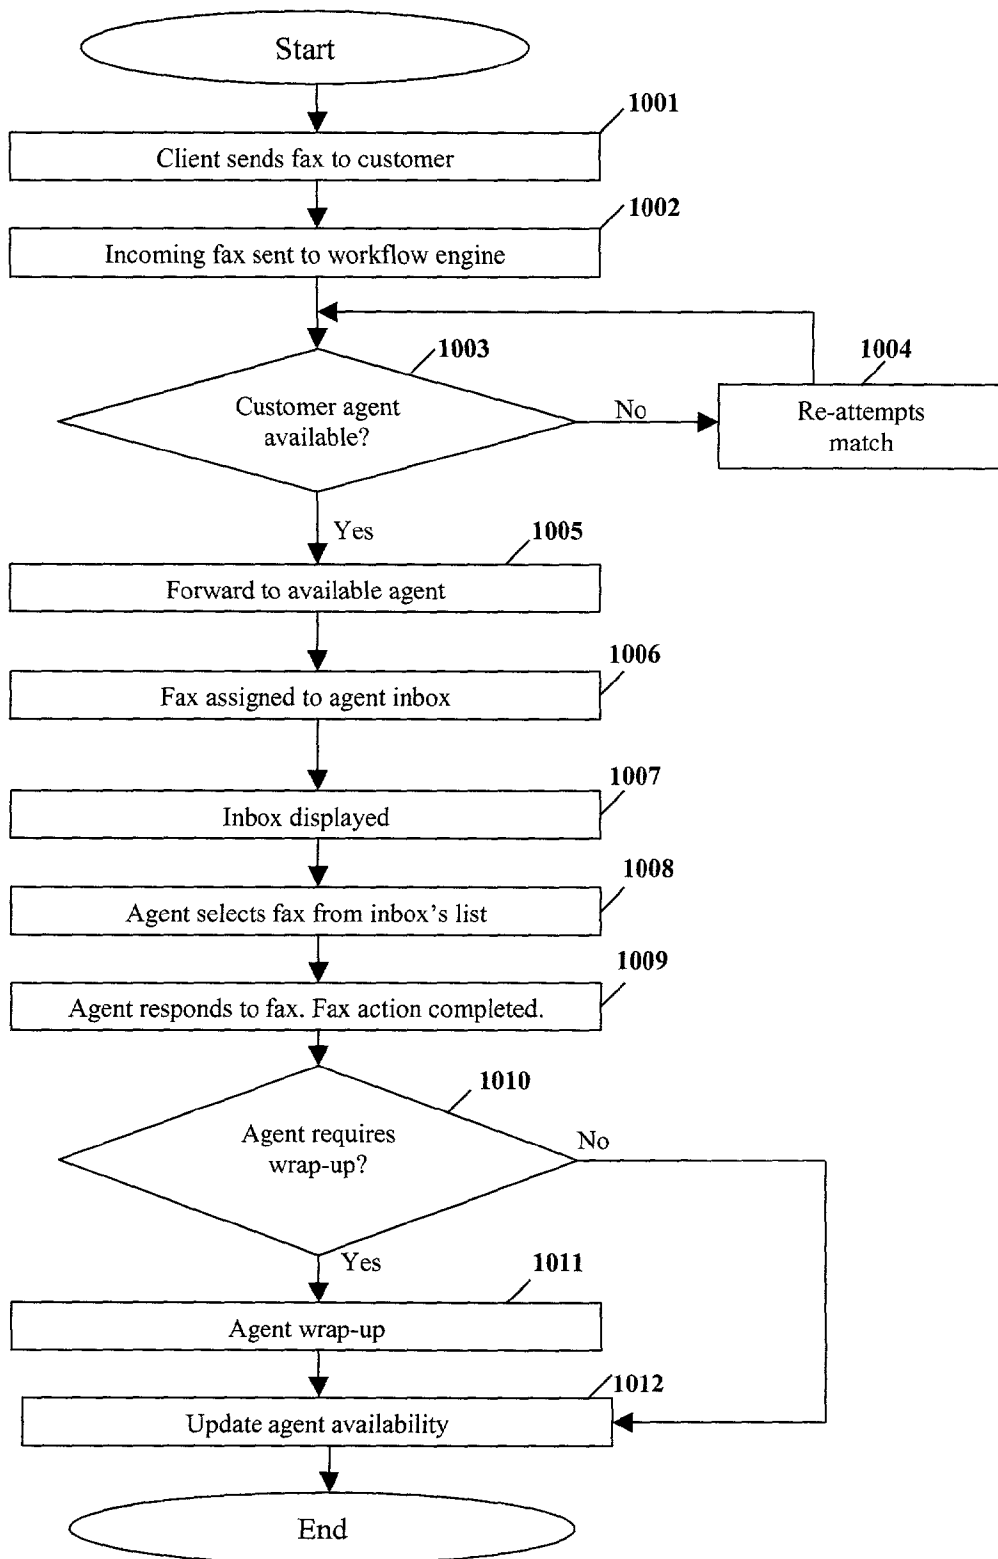 Start
1001
Client sends fax to customer
1002
Incoming fax sent to workflow engine
1003
Customer agent
available?
No
1004
Re-attempts
match
Yes
1005
Forward to available agent
1006
Fax assigned to agent inbox
1007
Inbox displayed
1008
Agent selects fax from inbox's list
1009
Agent responds to fax. Fax action completed.
1010
Agent requires
wrap-up?
No
Yes
1011
Agent wrap-up
1012
Update agent availability
End